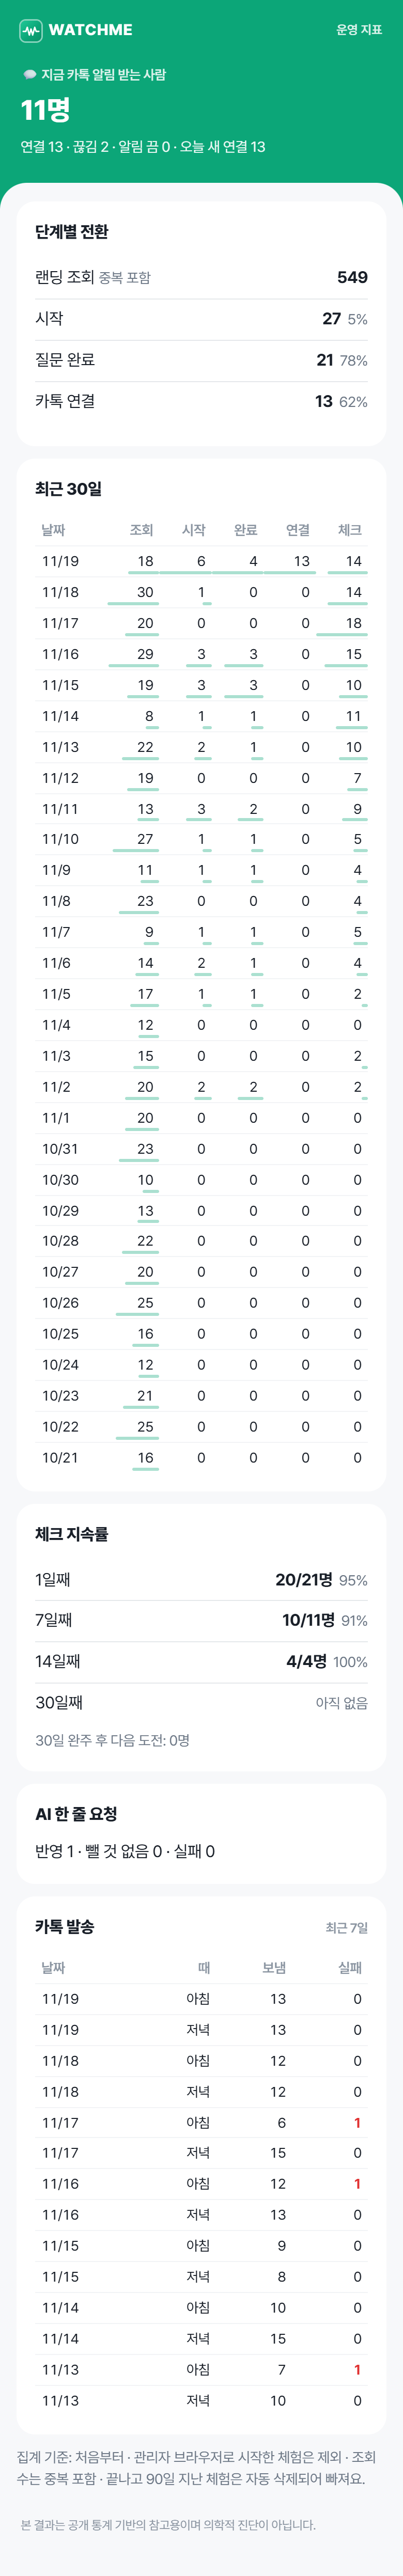 WATCHME 운영 지표
지금 카톡 알림 받는 사람
11명
연결 13 · 끊김 2 · 알림 끔 0 · 오늘 새 연결 13
단계별 전환
랜딩 조회 중복 포함 549
시작 27 5%
질문 완료 21 78%
카톡 연결 13 62%
최근 30일
날짜 조회 시작 완료 연결 체크
11/19 18 6 4 13 14
11/18 30 1 0 0 14
11/17 20 0 0 0 18
11/16 29 3 3 0 15
11/15 19 3 3 0 10
11/14 8 1 1 0 11
11/13 22 2 1 0 10
11/12 19 0 0 0 7
11/11 13 3 2 0 9
11/10 27 1 1 0 5
11/9 11 1 1 0 4
11/8 23 0 0 0 4
11/7 9 1 1 0 5
11/6 14 2 1 0 4
11/5 17 1 1 0 2
11/4 12 0 0 0 0
11/3 15 0 0 0 2
11/2 20 2 2 0 2
11/1 20 0 0 0 0
10/31 23 0 0 0 0
10/30 10 0 0 0 0
10/29 13 0 0 0 0
10/28 22 0 0 0 0
10/27 20 0 0 0 0
10/26 25 0 0 0 0
10/25 16 0 0 0 0
10/24 12 0 0 0 0
10/23 21 0 0 0 0
10/22 25 0 0 0 0
10/21 16 0 0 0 0
체크 지속률
1일째 20/21명 95%
7일째 10/11명 91%
14일째 4/4명 100%
30일째 아직 없음
30일 완주 후 다음 도전: 0명
AI 한 줄 요청
반영 1 · 뺄 것 없음 0 · 실패 0
카톡 발송 최근 7일
날짜 때 보냄 실패
11/19 아침 13 0
11/19 저녁 13 0
11/18 아침 12 0
11/18 저녁 12 0
11/17 아침 6 1
11/17 저녁 15 0
11/16 아침 12 1
11/16 저녁 13 0
11/15 아침 9 0
11/15 저녁 8 0
11/14 아침 10 0
11/14 저녁 15 0
11/13 아침 7 1
11/13 저녁 10 0
집계 기준: 처음부터 · 관리자 브라우저로 시작한 체험은 제외 · 조회
수는 중복 포함 · 끝나고 90일 지난 체험은 자동 삭제되어 빠져요.
본 결과는 공개 통계 기반의 참고용이며 의학적 진단이 아닙니다.